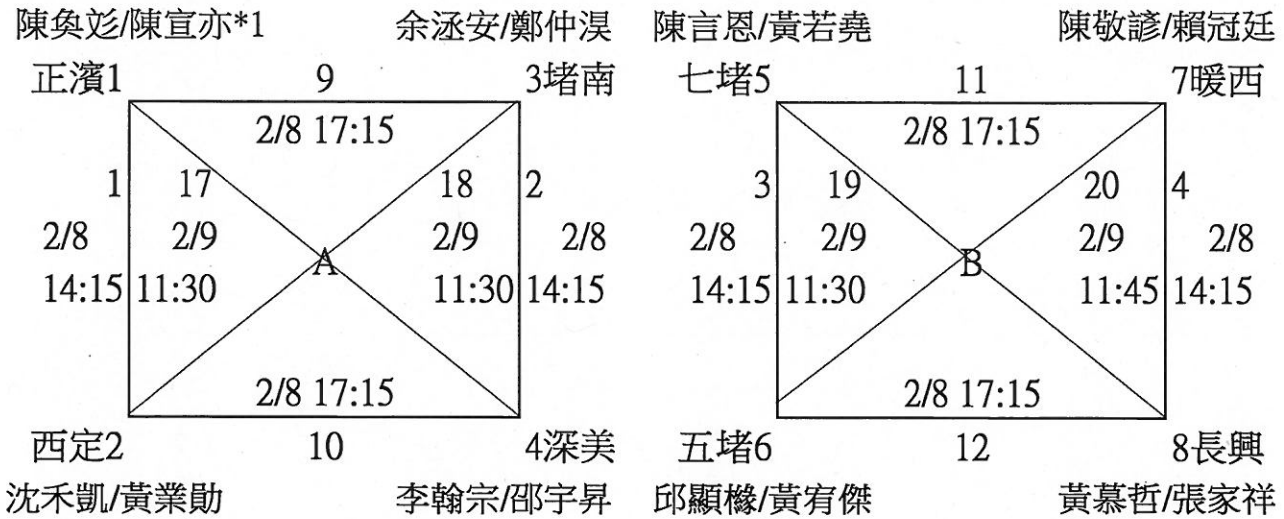 陳奐彣/陳宣亦*1 余泳安/鄭仲淏 陳言恩/黃若堯 陳敬諺/賴冠廷
正濱1 9 3堵南 七堵5 11 7暖西
2/8 17:15 2/8 17:15
1 17 18 2 3 19 20 4
2/8 2/9 2/9 2/8 2/8 2/9 2/9 2/8
A B
14:15 11:30 11:30 14:15 14:15 11:30 11:45 14:15
2/8 17:15 2/8 17:15
西定2 10 4深美 五堵6 12 8長興
沈禾凱/黃業勛 李翰宗/邵宇昇 邱顯櫞/黃宥傑 黃慕哲/張家祥